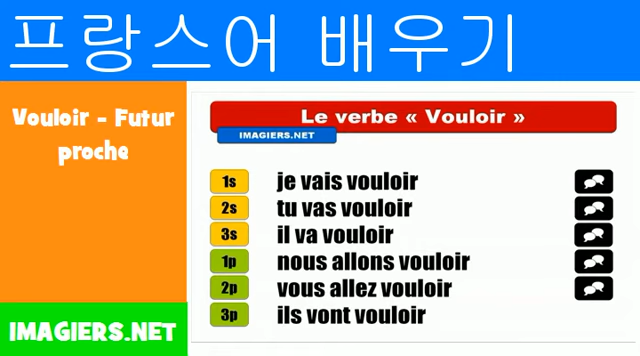 프랑스어 배우기
Vouloir - Futur
proche
IMAGIERS.NET
Le verbe « Vouloir »
IMAGIERS.NET
1s je vais vouloir
2s tu vas vouloir
3s il va vouloir
1p nous allons vouloir
2p vous allez vouloir
3p ils vont vouloir